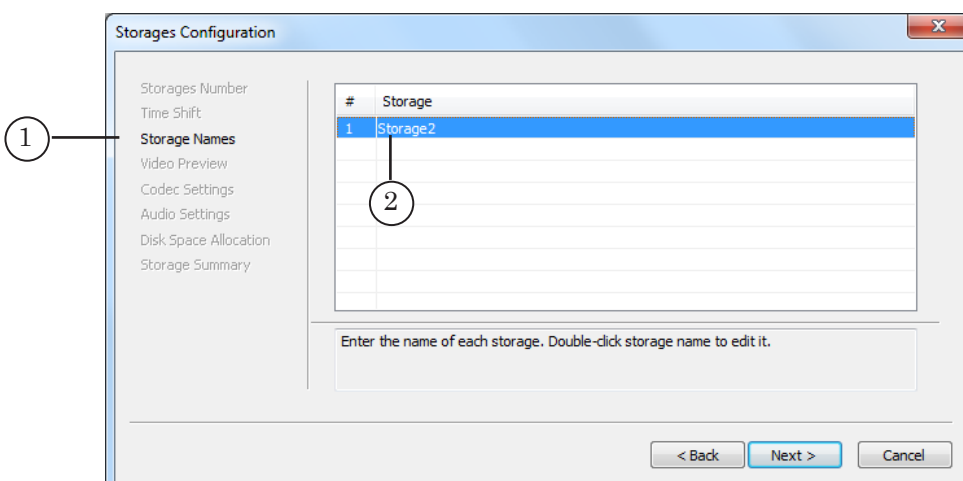 Storages Configuration
Storages Number
Time Shift
1
Storage Names
Video Preview
Codec Settings
Audio Settings
Disk Space Allocation
Storage Summary
# Storage
1 Storage2
2
Enter the name of each storage. Double-click storage name to edit it.
< Back Next > Cancel